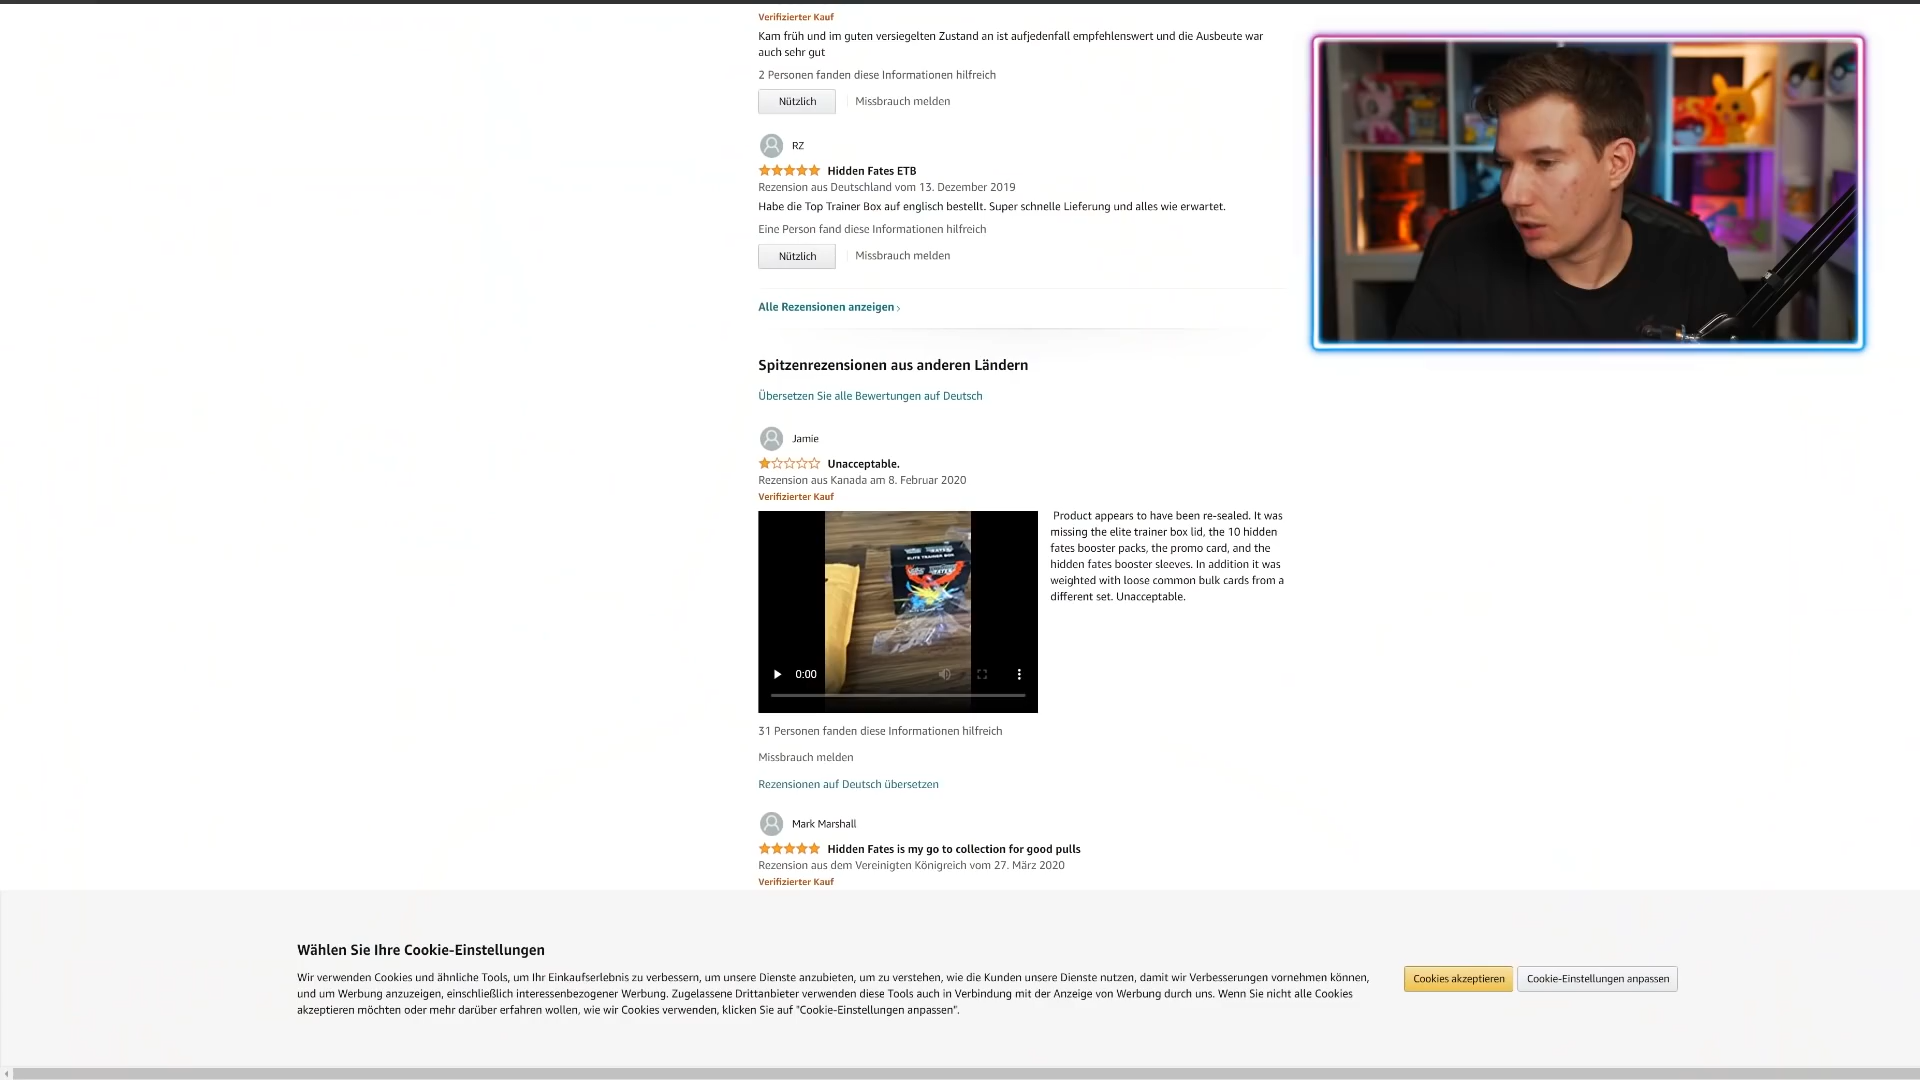 Verifizierter Kauf
Kam früh und im guten versiegelten Zustand an ist aufjedenfall empfehlenswert und die Ausbeute war
auch sehr gut
2 Personen fanden diese Informationen hilfreich
Nützlich
Missbrauch melden
RZ
Hidden Fates ETB
Rezension aus Deutschland vom 13. Dezember 2019
Habe die Top Trainer Box auf englisch bestellt. Super schnelle Lieferung und alles wie erwartet.
Eine Person fand diese Informationen hilfreich
Nützlich
Missbrauch melden
Alle Rezensionen anzeigen ›
Spitzenrezensionen aus anderen Ländern
Übersetzen Sie alle Bewertungen auf Deutsch
Jamie
Unacceptable.
Rezension aus Kanada am 8. Februar 2020
Verifizierter Kauf
Product appears to have been re-sealed. It was
missing the elite trainer box lid, the 10 hidden
fates booster packs, the promo card, and the
hidden fates booster sleeves. In addition it was
weighted with loose common bulk cards from a
different set. Unacceptable.
ELITE TRAINER BOX
0:00
31 Personen fanden diese Informationen hilfreich
Missbrauch melden
Rezensionen auf Deutsch übersetzen
Mark Marshall
Hidden Fates is my go to collection for good pulls
Rezension aus dem Vereinigten Königreich vom 27. März 2020
Verifizierter Kauf
Wählen Sie Ihre Cookie-Einstellungen
Wir verwenden Cookies und ähnliche Tools, um Ihr Einkaufserlebnis zu verbessern, um unsere Dienste anzubieten, um zu verstehen, wie die Kunden unsere Dienste nutzen, damit wir Verbesserungen vornehmen können,
und um Werbung anzuzeigen, einschließlich interessenbezogener Werbung. Zugelassene Drittanbieter verwenden diese Tools auch in Verbindung mit der Anzeige von Werbung durch uns. Wenn Sie nicht alle Cookies
akzeptieren möchten oder mehr darüber erfahren wollen, wie wir Cookies verwenden, klicken Sie auf "Cookie-Einstellungen anpassen".
Cookies akzeptieren
Cookie-Einstellungen anpassen